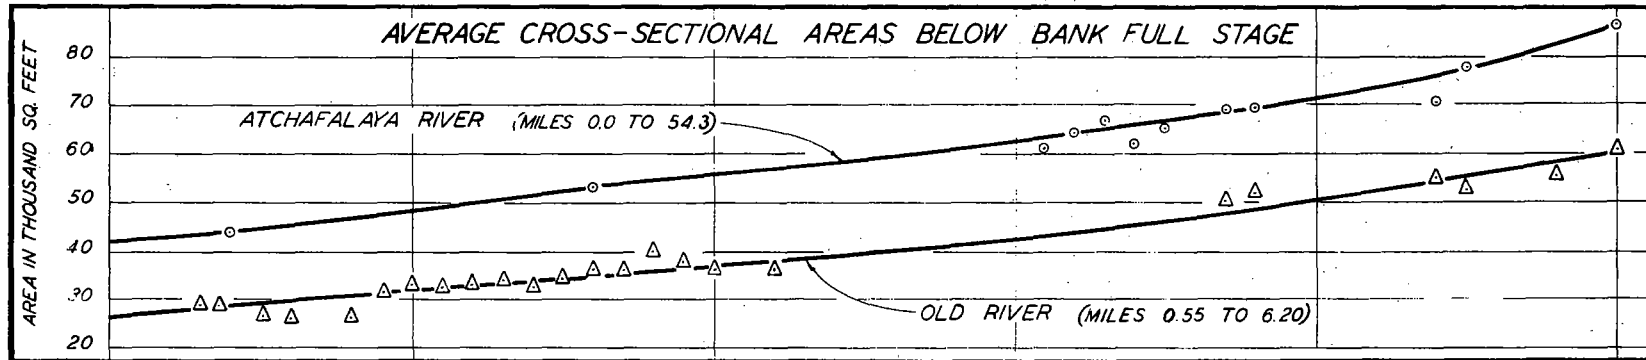 AVERAGE CROSS-SECTIONAL AREAS BELOW BANK FULL STAGE
AREA IN THOUSAND SQ. FEET
80
70
60
50
40
30
20
ATCHAFALAYA RIVER (MILES 0.0 TO 54.3)
OLD RIVER (MILES 0.55 TO 6.20)